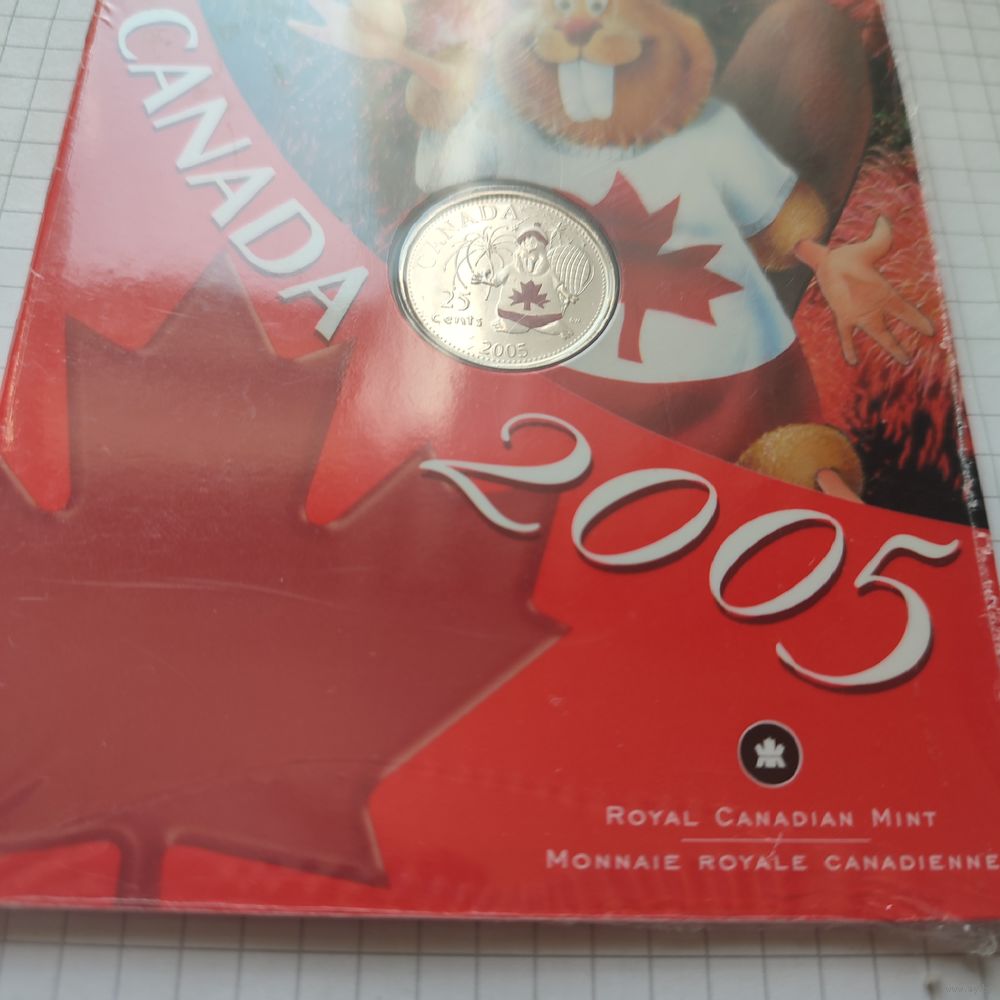 CANADA
CANADA
25
cents
2005
2005
ROYAL CANADIAN MINT
MONNAIE ROYALE CANADIENNE